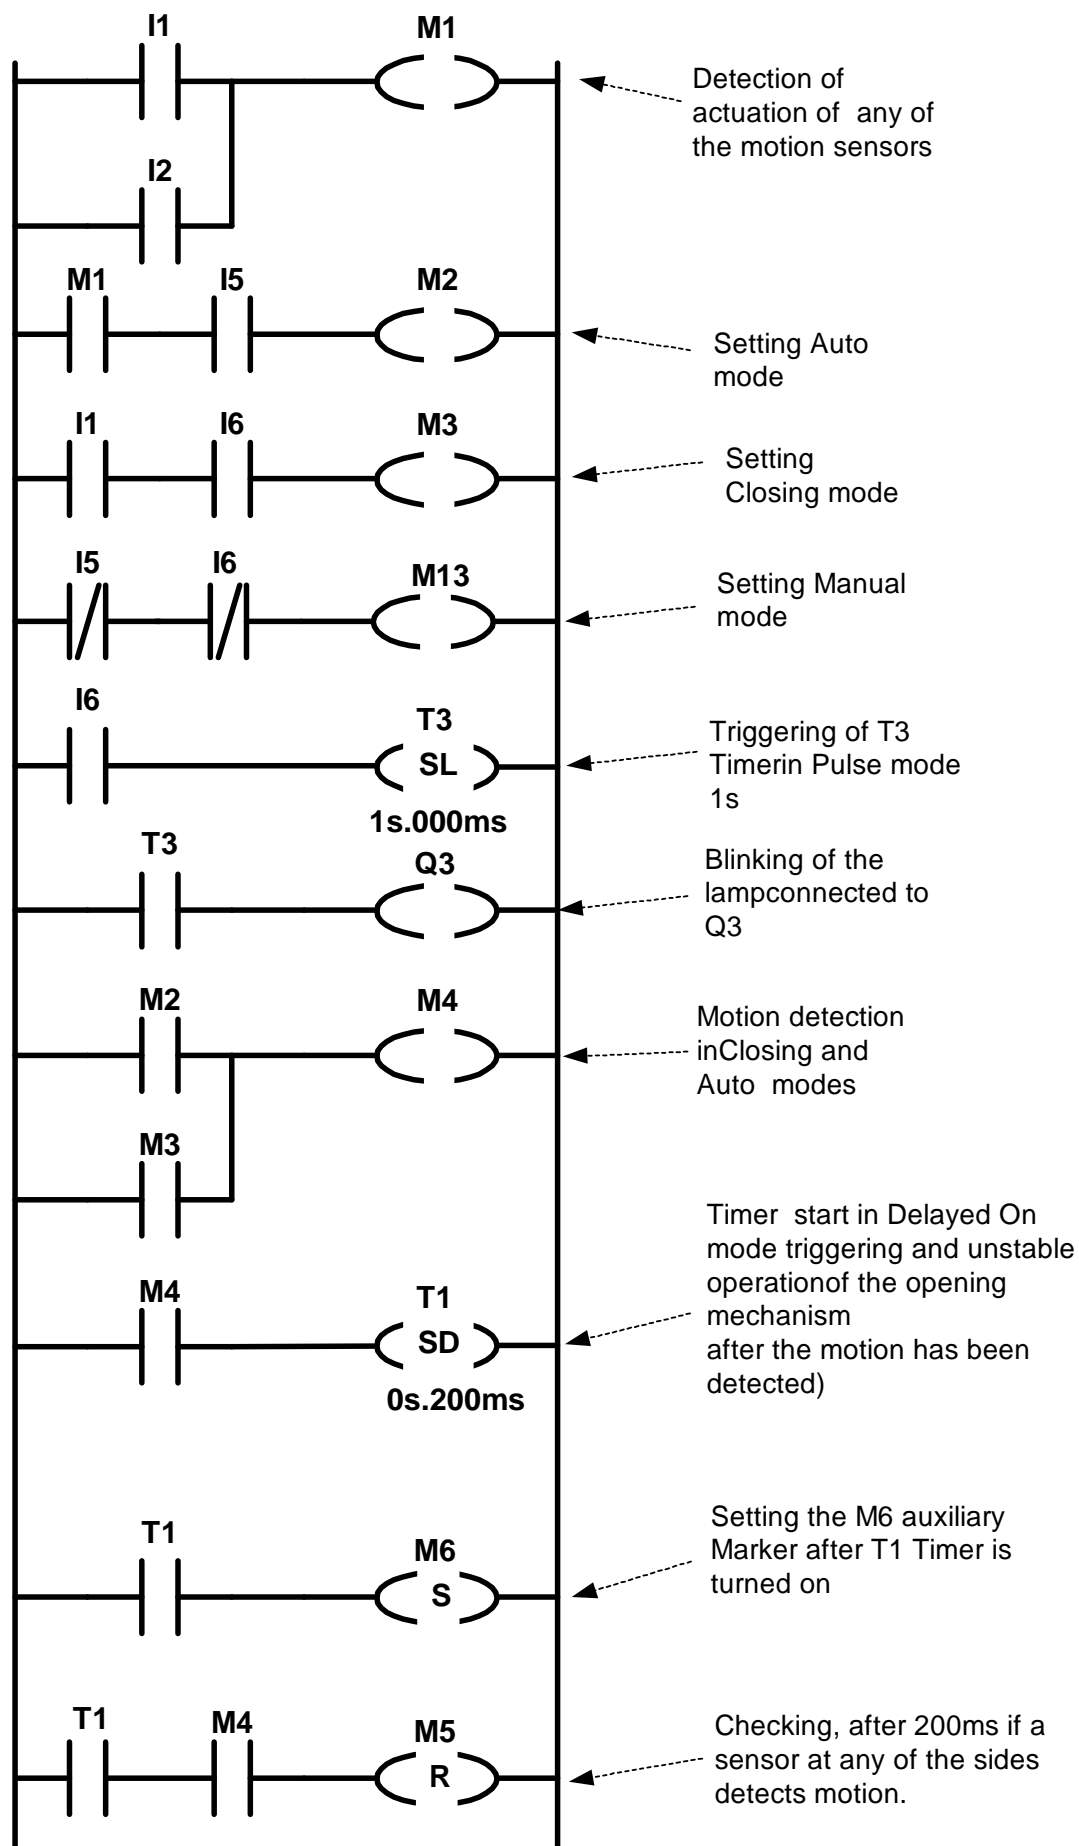 I1 M1
Detection of
actuation of any of
the motion sensors
I2
M1 I5 M2
Setting Auto
mode
I1 I6 M3
Setting
Closing mode
I5 I6 M13
Setting Manual
mode
I6 T3
SL
1s.000ms
Triggering of T3
Timerin Pulse mode
1s
T3 Q3
Blinking of the
lampconnected to
Q3
M2 M4
Motion detection
inClosing and
Auto modes
M3
M4 T1
SD
0s.200ms
Timer start in Delayed On
mode triggering and unstable
operationof the opening
mechanism
after the motion has been
detected)
T1 M6
S
Setting the M6 auxiliary
Marker after T1 Timer is
turned on
T1 M4 M5
R
Checking, after 200ms if a
sensor at any of the sides
detects motion.